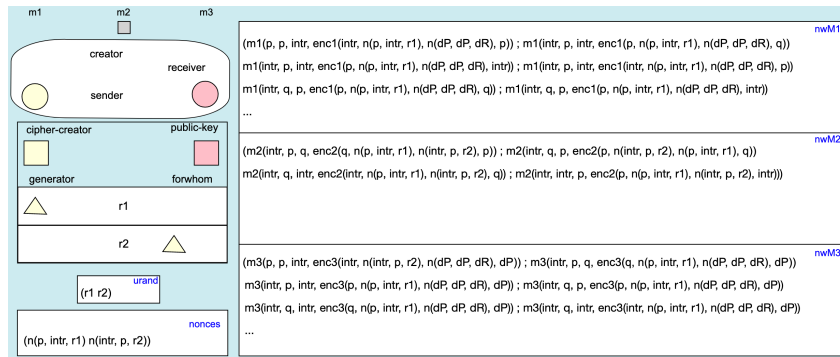 m1 m2 m3
creator
receiver
sender
cipher-creator public-key
generator forwhom
r1
r2
urand
(r1 r2)
nonces
(n(p, intr, r1) n(intr, p, r2))
nwM1
(m1(p, p, intr, enc1(intr, n(p, intr, r1), n(dP, dP, dR), p)) ; m1(intr, p, intr, enc1(p, n(p, intr, r1), n(dP, dP, dR), q))
m1(intr, p, intr, enc1(p, n(p, intr, r1), n(dP, dP, dR), intr)) ; m1(intr, p, intr, enc1(intr, n(p, intr, r1), n(dP, dP, dR), p))
m1(intr, q, p, enc1(p, n(p, intr, r1), n(dP, dP, dR), q)) ; m1(intr, q, p, enc1(p, n(p, intr, r1), n(dP, dP, dR), intr))
...
nwM2
(m2(intr, p, q, enc2(q, n(p, intr, r1), n(intr, p, r2), p)) ; m2(intr, q, p, enc2(p, n(intr, p, r2), n(p, intr, r1), q))
m2(intr, q, intr, enc2(intr, n(p, intr, r1), n(intr, p, r2), q)) ; m2(intr, intr, p, enc2(p, n(p, intr, r1), n(intr, p, r2), intr)))
nwM3
(m3(p, p, intr, enc3(intr, n(intr, p, r2), n(dP, dP, dR), dP)) ; m3(intr, p, q, enc3(q, n(p, intr, r1), n(dP, dP, dR), dP))
m3(intr, p, intr, enc3(p, n(p, intr, r1), n(dP, dP, dR), dP)) ; m3(intr, q, p, enc3(p, n(p, intr, r1), n(dP, dP, dR), dP))
m3(intr, q, intr, enc3(q, n(p, intr, r1), n(dP, dP, dR), dP)) ; m3(intr, q, intr, enc3(intr, n(p, intr, r1), n(dP, dP, dR), dP))
...